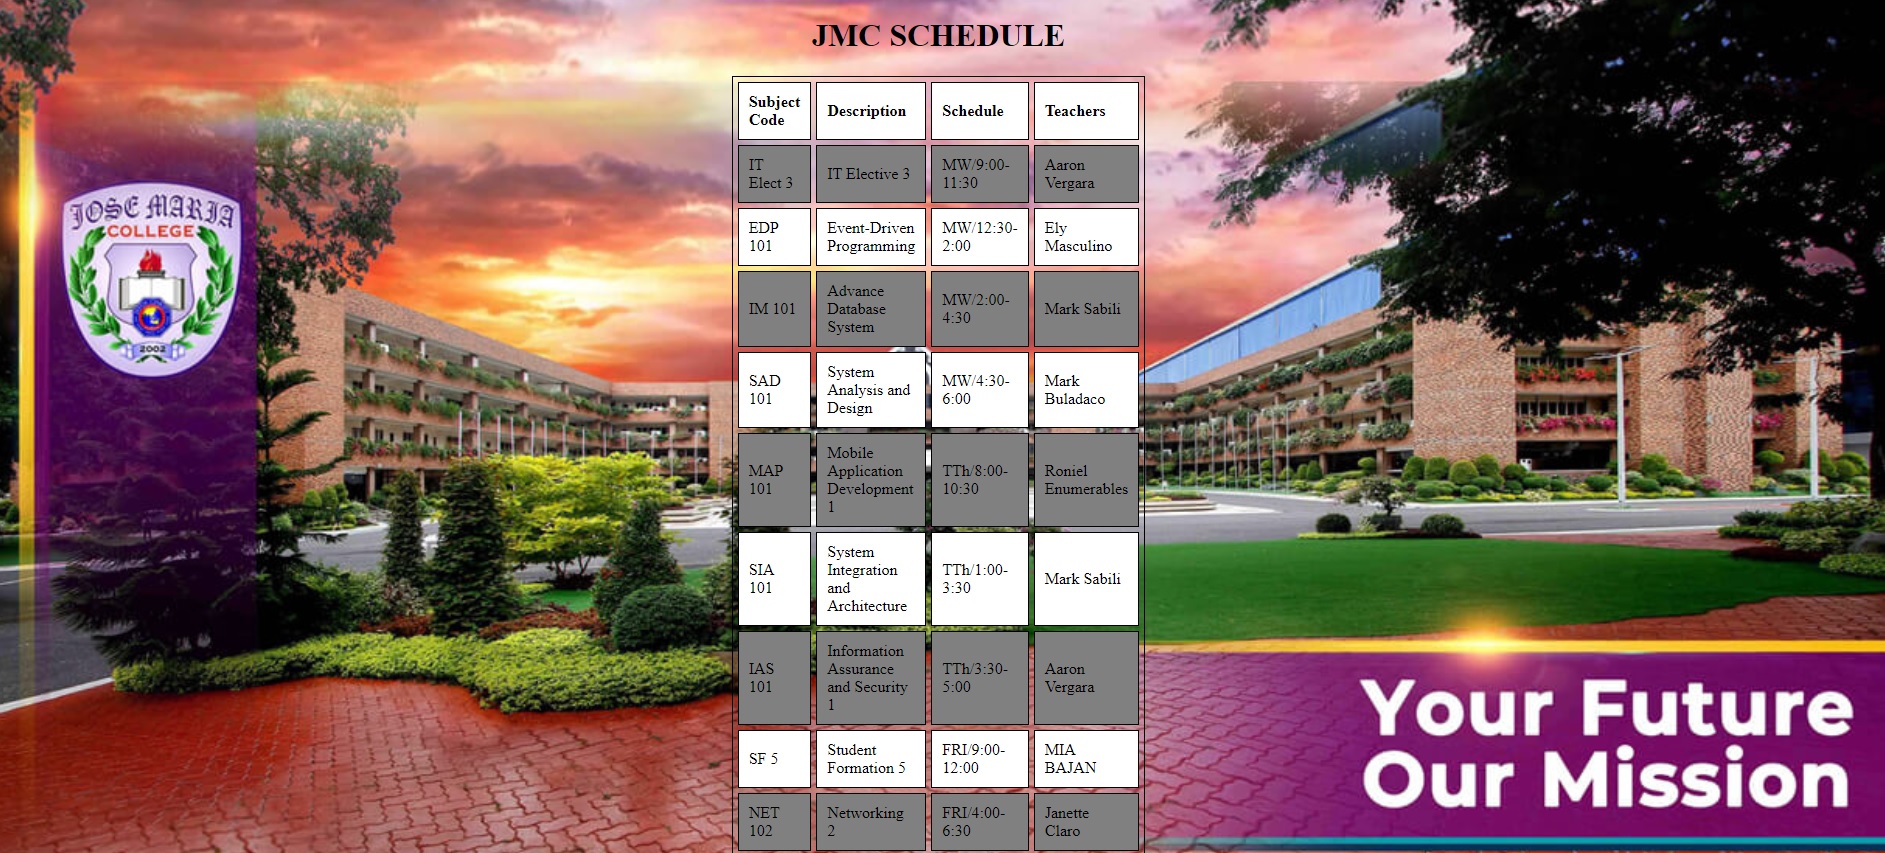 JMC SCHEDULE
Subject
Code
Description
Schedule
Teachers
IT
Elect 3
IT Elective 3
MW/9:00-
11:30
Aaron
Vergara
EDP
101
Event-Driven
Programming
MW/12:30-
2:00
Ely
Masculino
IM 101
Advance
Database
System
MW/2:00-
4:30
Mark Sabili
SAD
101
System
Analysis and
Design
MW/4:30-
6:00
Mark
Buladaco
MAP
101
Mobile
Application
Development
1
TTh/8:00-
10:30
Roniel
Enumerables
SIA
101
System
Integration
and
Architecture
TTh/1:00-
3:30
Mark Sabili
IAS
101
Information
Assurance
and Security
1
TTh/3:30-
5:00
Aaron
Vergara
SF 5
Student
Formation 5
FRI/9:00-
12:00
MIA
BAJAN
NET
102
Networking
2
FRI/4:00-
6:30
Janette
Claro
JOSE MARIA
COLLEGE
2002
Your Future
Our Mission